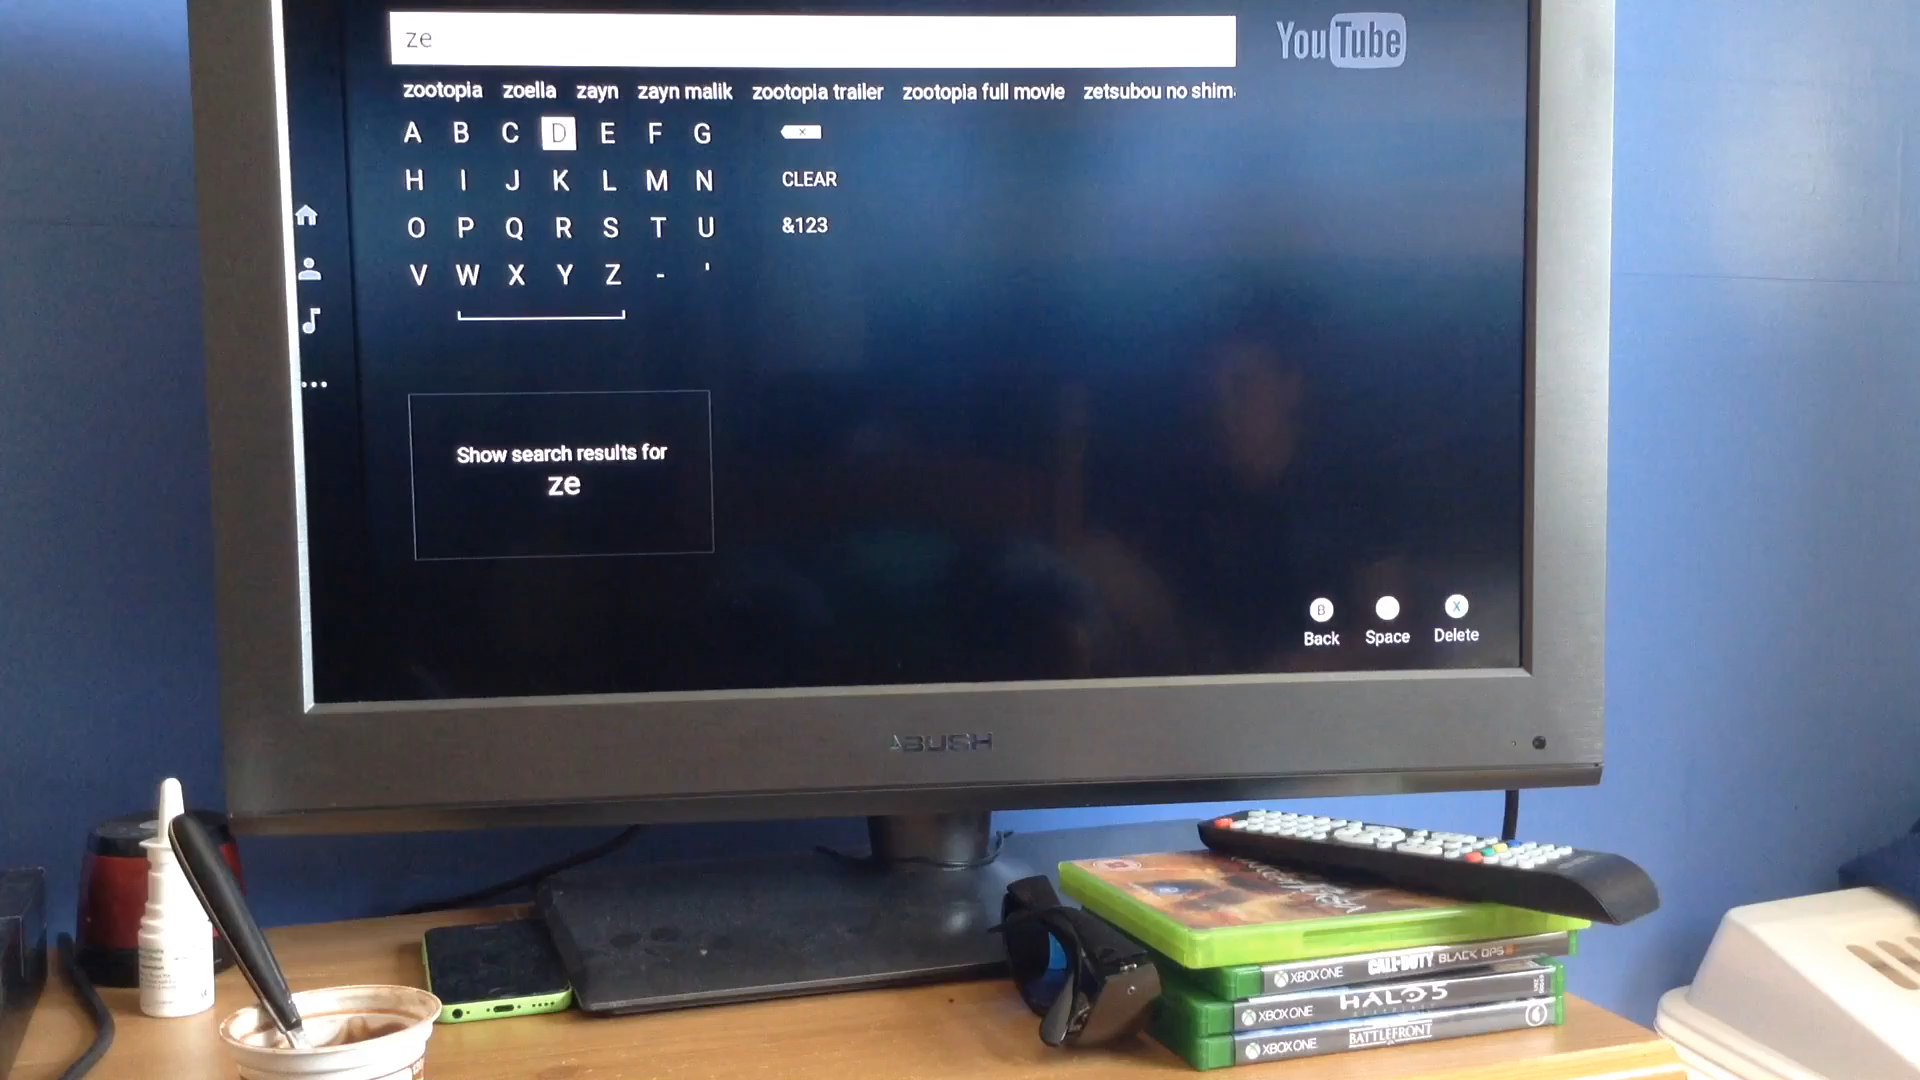 ze
YouTube
zootopia zoella zayn zayn malik zootopia trailer zootopia full movie zetsubou no shim
A B C D E F G
H I J K L M N CLEAR
O P Q R S T U &123
V W X Y Z - '
Show search results for
ze
B X
Back Space Delete
BUSH
XBOX ONE CALL OF DUTY BLACK OPS
XBOX ONE HALO 5
XBOX ONE BATTLEFRONT